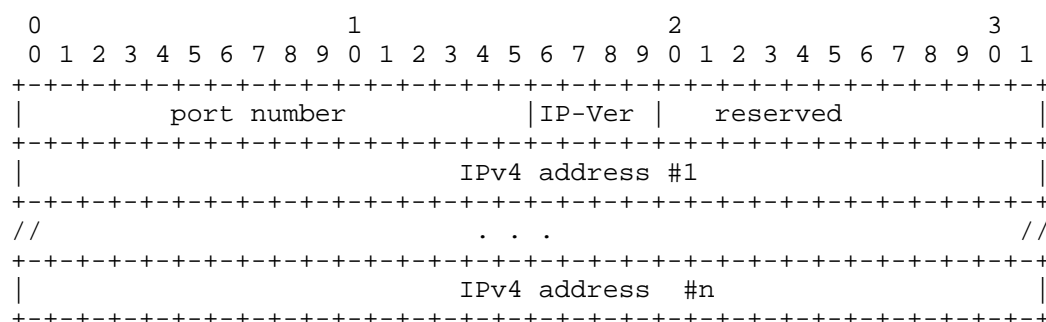 0                   1                   2                   3
 0 1 2 3 4 5 6 7 8 9 0 1 2 3 4 5 6 7 8 9 0 1 2 3 4 5 6 7 8 9 0 1
+-+-+-+-+-+-+-+-+-+-+-+-+-+-+-+-+-+-+-+-+-+-+-+-+-+-+-+-+-+-+-+-+
|         port number           |IP-Ver |   reserved            |
+-+-+-+-+-+-+-+-+-+-+-+-+-+-+-+-+-+-+-+-+-+-+-+-+-+-+-+-+-+-+-+-+
|                           IPv4 address #1                     |
+-+-+-+-+-+-+-+-+-+-+-+-+-+-+-+-+-+-+-+-+-+-+-+-+-+-+-+-+-+-+-+-+
//                           . . .                             //
+-+-+-+-+-+-+-+-+-+-+-+-+-+-+-+-+-+-+-+-+-+-+-+-+-+-+-+-+-+-+-+-+
|                           IPv4 address  #n                    |
+-+-+-+-+-+-+-+-+-+-+-+-+-+-+-+-+-+-+-+-+-+-+-+-+-+-+-+-+-+-+-+-+